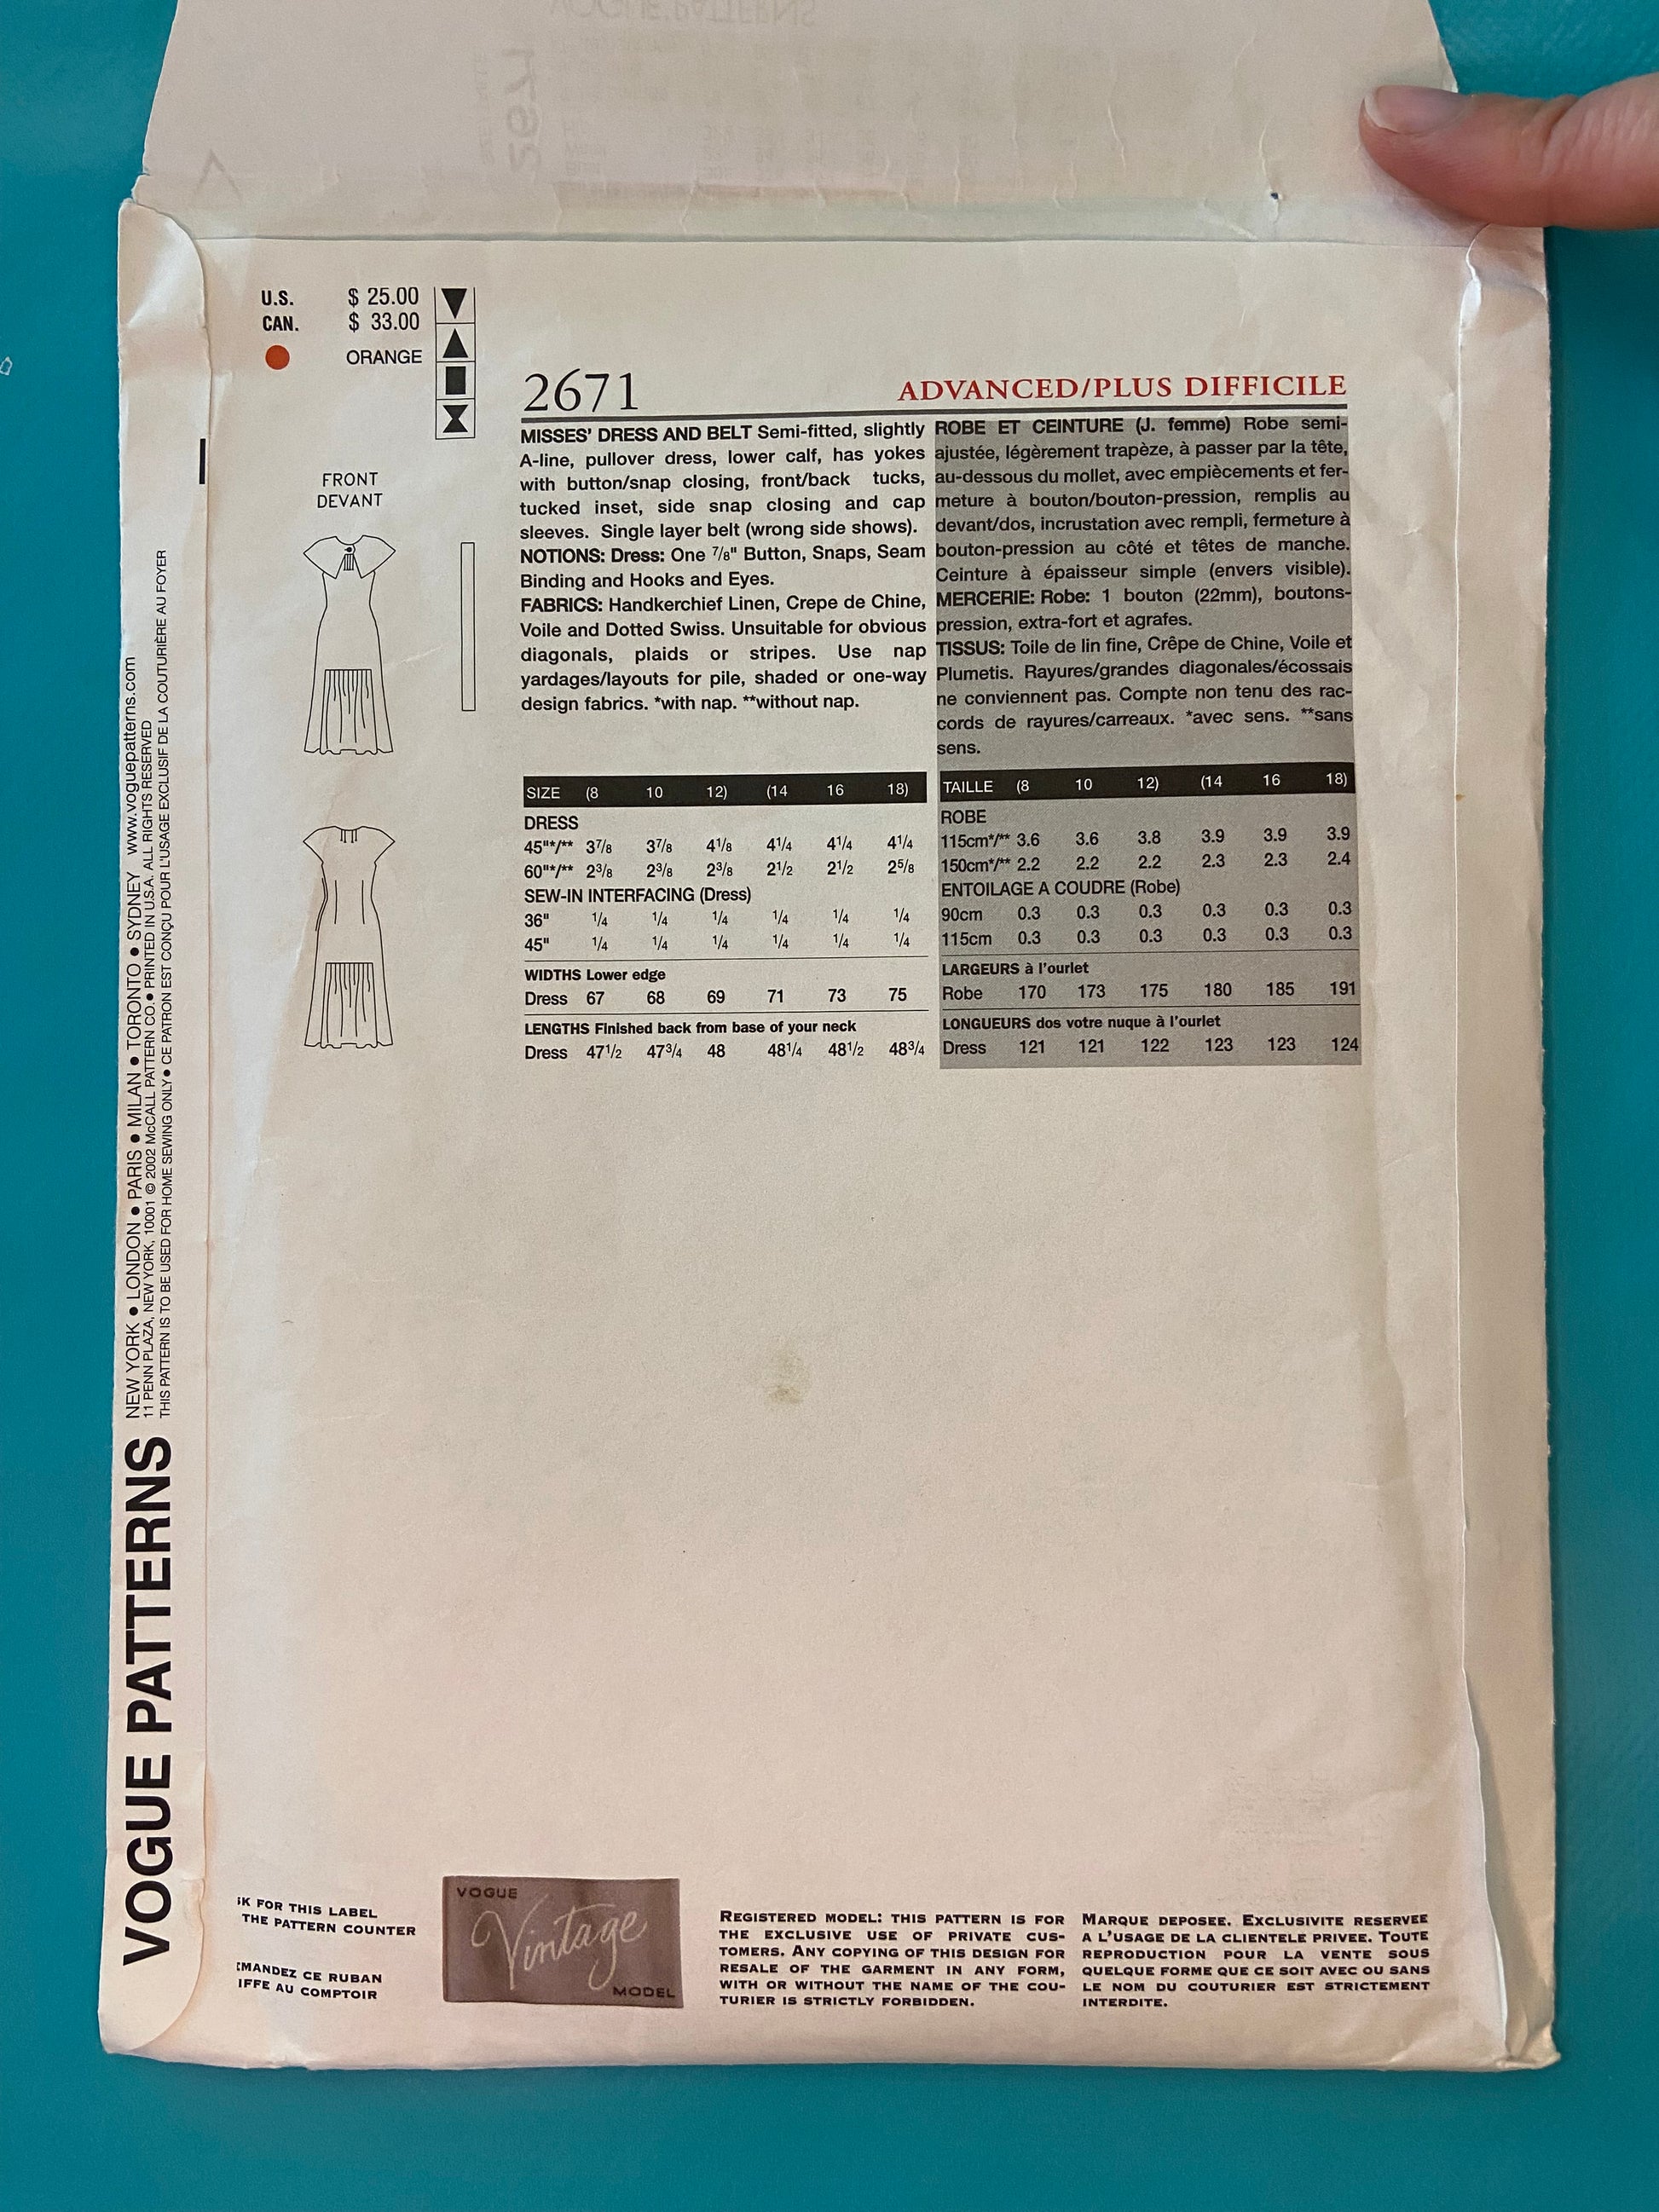 U.S. $ 25.00
CAN. $ 33.00
ORANGE
FRONT
DEVANT
2671
ADVANCED/PLUS DIFFICILE
MISSES' DRESS AND BELT Semi-fitted, slightly
A-line, pullover dress, lower calf, has yokes
with button/snap closing, front/back tucks,
tucked inset, side snap closing and cap
sleeves. Single layer belt (wrong side shows).
NOTIONS: Dress: One 7/8" Button, Snaps, Seam
Binding and Hooks and Eyes.
FABRICS: Handkerchief Linen, Crepe de Chine,
Voile and Dotted Swiss. Unsuitable for obvious
diagonals, plaids or stripes. Use nap
yardages/layouts for pile, shaded or one-way
design fabrics. *with nap. **without nap.
ROBE ET CEINTURE (J. femme) Robe semi-
ajustée, légèrement trapèze, à passer par la tête,
au-dessous du mollet, avec empiècements et fer-
meture à bouton/bouton-pression, remplis au
devant/dos, incrustation avec rempli, fermeture à
bouton-pression au côté et têtes de manche.
Ceinture à épaisseur simple (envers visible).
MERCERIE: Robe: 1 bouton (22mm), boutons-
pression, extra-fort et agrafes.
TISSUS: Toile de lin fine, Crêpe de Chine, Voile et
Plumetis. Rayures/grandes diagonales/écossais
ne conviennent pas. Compte non tenu des rac-
cords de rayures/carreaux. *avec sens. **sans
sens.
SIZE (8 10 12) (14 16 18)
DRESS
45"*/** 3 7/8 3 7/8 4 1/8 4 1/4 4 1/4 4 1/4
60"*/** 2 3/8 2 3/8 2 3/8 2 1/2 2 1/2 2 5/8
SEW-IN INTERFACING (Dress)
36" 1/4 1/4 1/4 1/4 1/4 1/4
45" 1/4 1/4 1/4 1/4 1/4 1/4
WIDTHS Lower edge
Dress 67 68 69 71 73 75
LENGTHS Finished back from base of your neck
Dress 47 1/2 47 3/4 48 48 1/4 48 1/2 48 3/4
TAILLE (8 10 12) (14 16 18)
ROBE
115cm*/** 3.6 3.6 3.8 3.9 3.9 3.9
150cm*/** 2.2 2.2 2.2 2.3 2.3 2.4
ENTOILAGE A COUDRE (Robe)
90cm 0.3 0.3 0.3 0.3 0.3 0.3
115cm 0.3 0.3 0.3 0.3 0.3 0.3
LARGEURS à l'ourlet
Robe 170 173 175 180 185 191
LONGUEURS dos votre nuque à l'ourlet
Dress 121 121 122 123 123 124
VOGUE PATTERNS
NEW YORK • LONDON • PARIS • MILAN • TORONTO • SYDNEY www.voguepatterns.com
11 PENN PLAZA, NEW YORK, 10001 © 2002 McCALL PATTERN CO. • PRINTED IN U.S.A. ALL RIGHTS RESERVED
THIS PATTERN IS TO BE USED FOR HOME SEWING ONLY • CE PATRON EST CONÇU POUR L'USAGE EXCLUSIF DE LA COUTURIÈRE AU FOYER
SK FOR THIS LABEL
THE PATTERN COUNTER
EMANDEZ CE RUBAN
IFFE AU COMPTOIR
VOGUE
Vintage
MODEL
REGISTERED MODEL: THIS PATTERN IS FOR
THE EXCLUSIVE USE OF PRIVATE CUS-
TOMERS. ANY COPYING OF THIS DESIGN FOR
RESALE OF THE GARMENT IN ANY FORM,
WITH OR WITHOUT THE NAME OF THE COU-
TURIER IS STRICTLY FORBIDDEN.
MARQUE DEPOSEE. EXCLUSIVITE RESERVEE
A L'USAGE DE LA CLIENTELE PRIVEE. TOUTE
REPRODUCTION POUR LA VENTE SOUS
QUELQUE FORME QUE CE SOIT AVEC OU SANS
LE NOM DU COUTURIER EST STRICTEMENT
INTERDITE.